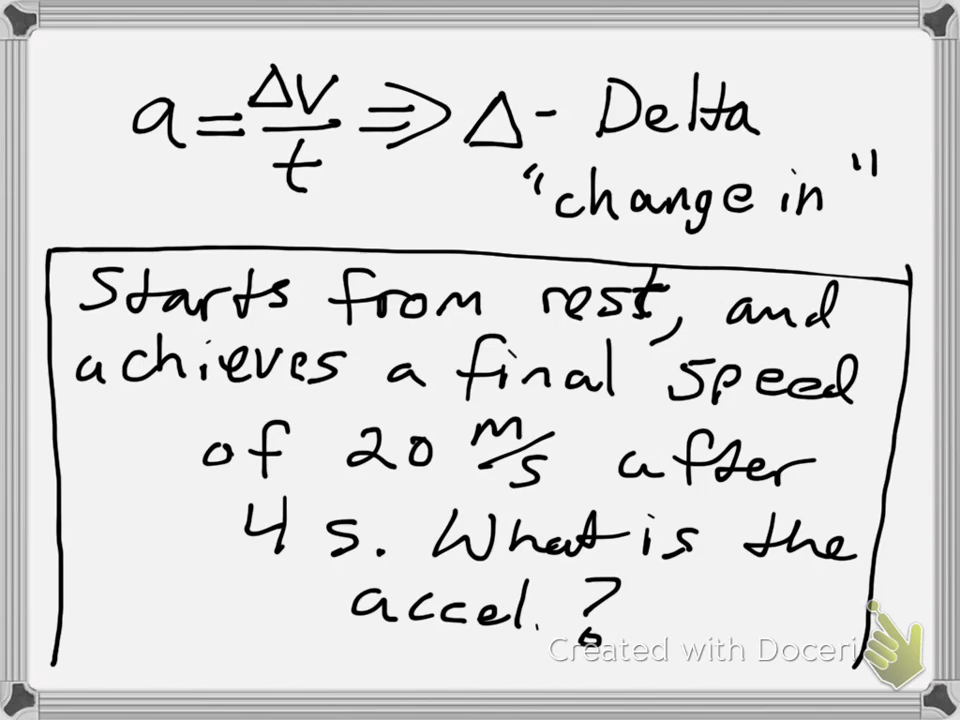 a = ΔV/t ⇒ Δ - Delta
"change in"
Starts from rest, and
achieves a final speed
of 20 m/s after
4 s. What is the
accel.?
Created with Doceri